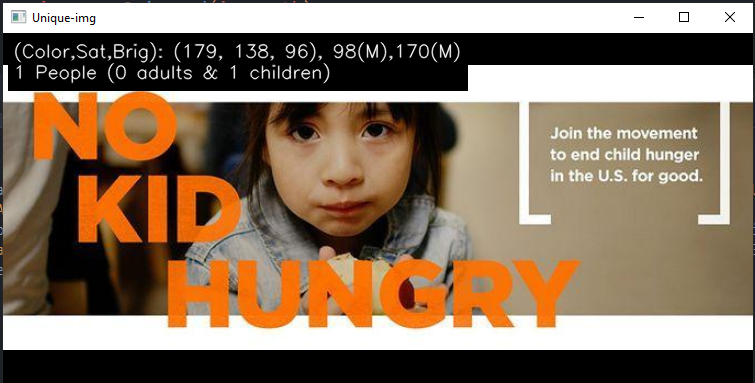 Unique-img
(Color,Sat,Brig): (179, 138, 96), 98(M),170(M)
1 People (0 adults & 1 children)
NO
KID
HUNGRY
Join the movement
to end child hunger
in the U.S. for good.